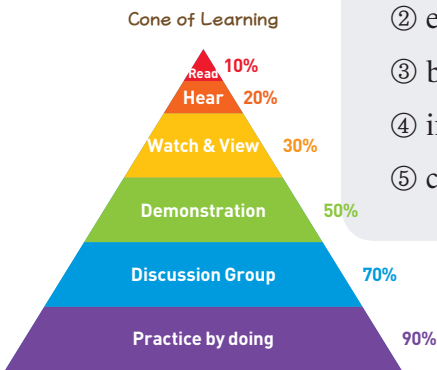 Cone of Learning
Read 10%
Hear 20%
Watch & View 30%
Demonstration 50%
Discussion Group 70%
Practice by doing 90%
②
③
④
⑤